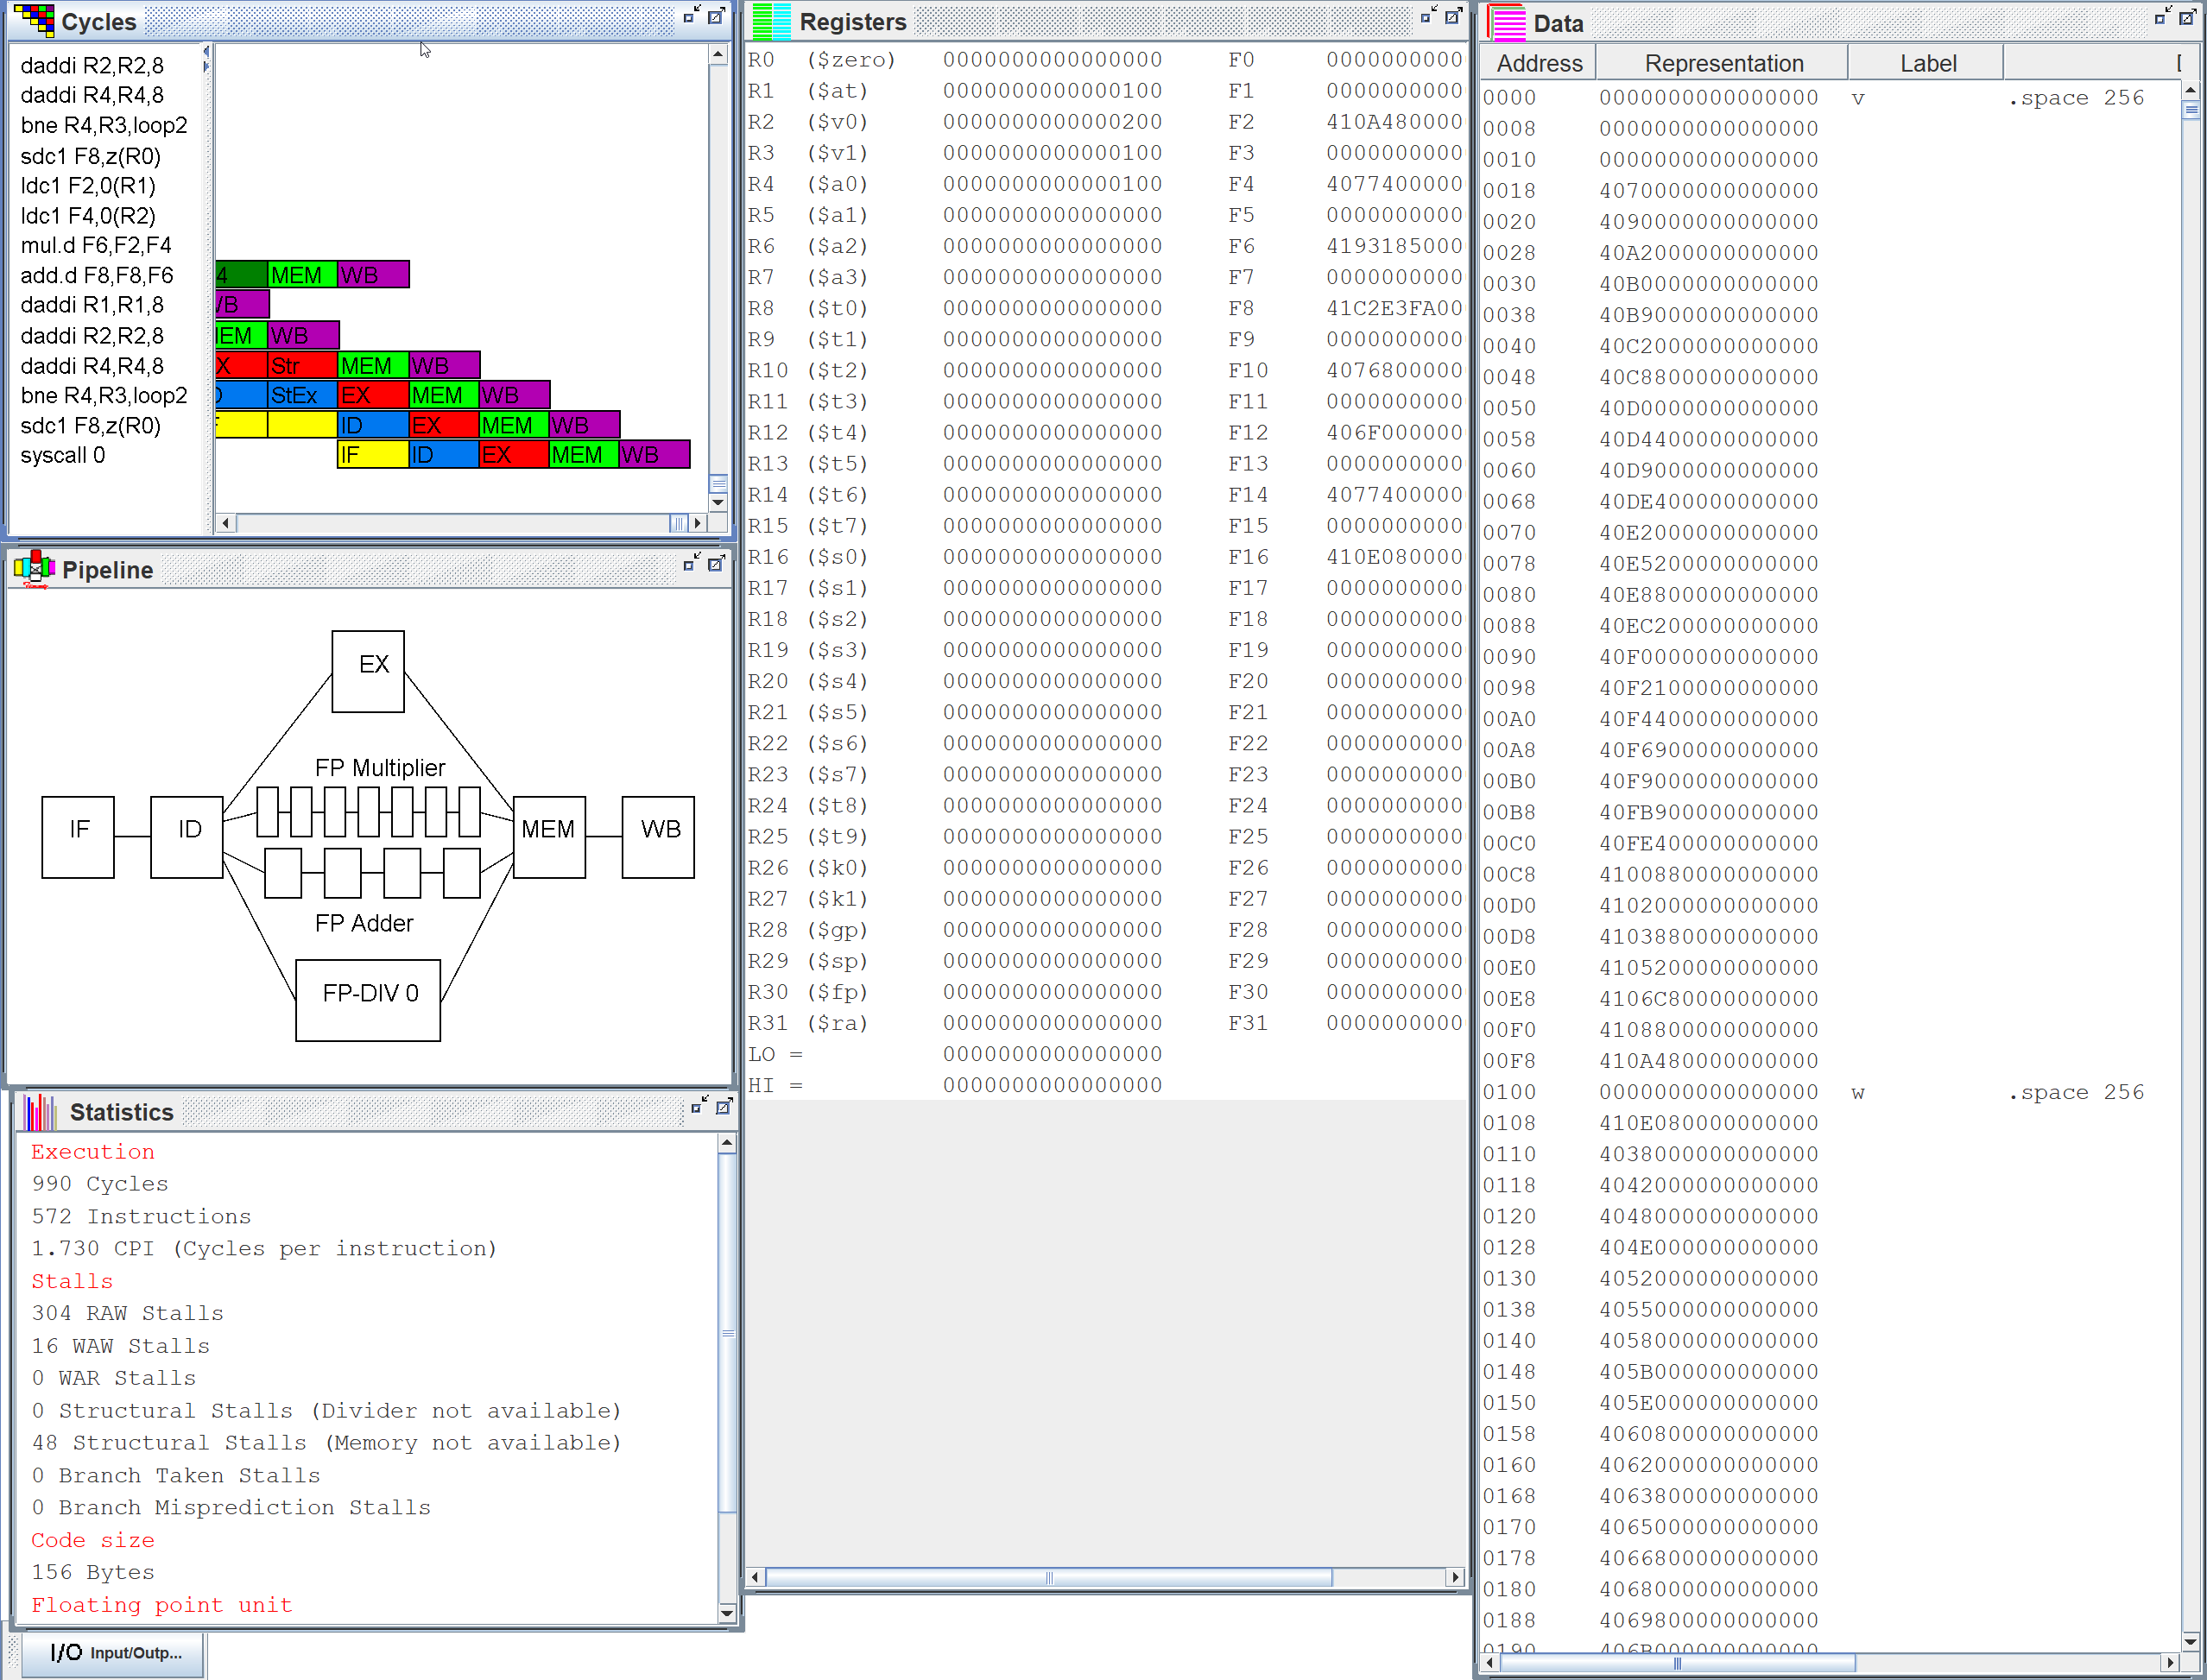 Cycles
daddi R2,R2,8
daddi R4,R4,8
bne R4,R3,loop2
sdc1 F8,z(R0)
ldc1 F2,0(R1)
ldc1 F4,0(R2)
mul.d F6,F2,F4
add.d F8,F8,F6 4 MEM WB
daddi R1,R1,8 WB
daddi R2,R2,8 MEM WB
daddi R4,R4,8 X Str MEM WB
bne R4,R3,loop2 D StEx EX MEM WB
sdc1 F8,z(R0) F ID EX MEM WB
syscall 0 IF ID EX MEM WB
Pipeline
EX
FP Multiplier
IF ID MEM WB
FP Adder
FP-DIV 0
Statistics
Execution
990 Cycles
572 Instructions
1.730 CPI (Cycles per instruction)
Stalls
304 RAW Stalls
16 WAW Stalls
0 WAR Stalls
0 Structural Stalls (Divider not available)
48 Structural Stalls (Memory not available)
0 Branch Taken Stalls
0 Branch Misprediction Stalls
Code size
156 Bytes
Floating point unit
I/O Input/Outp...
Registers
R0 ($zero) 0000000000000000 F0 0000000000
R1 ($at) 0000000000000100 F1 0000000000
R2 ($v0) 0000000000000200 F2 410A480000
R3 ($v1) 0000000000000100 F3 0000000000
R4 ($a0) 0000000000000100 F4 4077400000
R5 ($a1) 0000000000000000 F5 0000000000
R6 ($a2) 0000000000000000 F6 4193185000
R7 ($a3) 0000000000000000 F7 0000000000
R8 ($t0) 0000000000000000 F8 41C2E3FA00
R9 ($t1) 0000000000000000 F9 0000000000
R10 ($t2) 0000000000000000 F10 4076800000
R11 ($t3) 0000000000000000 F11 0000000000
R12 ($t4) 0000000000000000 F12 406F000000
R13 ($t5) 0000000000000000 F13 0000000000
R14 ($t6) 0000000000000000 F14 4077400000
R15 ($t7) 0000000000000000 F15 0000000000
R16 ($s0) 0000000000000000 F16 410E080000
R17 ($s1) 0000000000000000 F17 0000000000
R18 ($s2) 0000000000000000 F18 0000000000
R19 ($s3) 0000000000000000 F19 0000000000
R20 ($s4) 0000000000000000 F20 0000000000
R21 ($s5) 0000000000000000 F21 0000000000
R22 ($s6) 0000000000000000 F22 0000000000
R23 ($s7) 0000000000000000 F23 0000000000
R24 ($t8) 0000000000000000 F24 0000000000
R25 ($t9) 0000000000000000 F25 0000000000
R26 ($k0) 0000000000000000 F26 0000000000
R27 ($k1) 0000000000000000 F27 0000000000
R28 ($gp) 0000000000000000 F28 0000000000
R29 ($sp) 0000000000000000 F29 0000000000
R30 ($fp) 0000000000000000 F30 0000000000
R31 ($ra) 0000000000000000 F31 0000000000
LO = 0000000000000000
HI = 0000000000000000
Data
Address Representation Label
0000 0000000000000000 v .space 256
0008 0000000000000000
0010 0000000000000000
0018 4070000000000000
0020 4090000000000000
0028 40A2000000000000
0030 40B0000000000000
0038 40B9000000000000
0040 40C2000000000000
0048 40C8800000000000
0050 40D0000000000000
0058 40D4400000000000
0060 40D9000000000000
0068 40DE400000000000
0070 40E2000000000000
0078 40E5200000000000
0080 40E8800000000000
0088 40EC200000000000
0090 40F0000000000000
0098 40F2100000000000
00A0 40F4400000000000
00A8 40F6900000000000
00B0 40F9000000000000
00B8 40FB900000000000
00C0 40FE400000000000
00C8 4100880000000000
00D0 4102000000000000
00D8 4103880000000000
00E0 4105200000000000
00E8 4106C80000000000
00F0 4108800000000000
00F8 410A480000000000
0100 0000000000000000 w .space 256
0108 410E080000000000
0110 4038000000000000
0118 4042000000000000
0120 4048000000000000
0128 404E000000000000
0130 4052000000000000
0138 4055000000000000
0140 4058000000000000
0148 405B000000000000
0150 405E000000000000
0158 4060800000000000
0160 4062000000000000
0168 4063800000000000
0170 4065000000000000
0178 4066800000000000
0180 4068000000000000
0188 4069800000000000
0190 406B000000000000